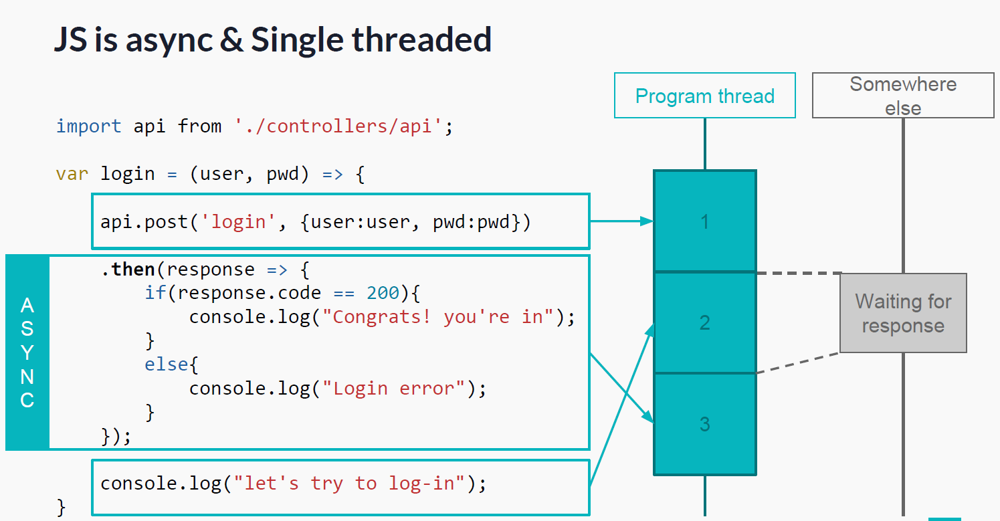 JS is async & Single threaded
import api from './controllers/api';
var login = (user, pwd) => {
api.post('login', {user:user, pwd:pwd})
.then(response => {
if(response.code == 200){
console.log("Congrats! you're in");
}
else{
console.log("Login error");
}
});
console.log("let's try to log-in");
}
A
S
Y
N
C
Program thread
Somewhere
else
1
2
3
Waiting for
response